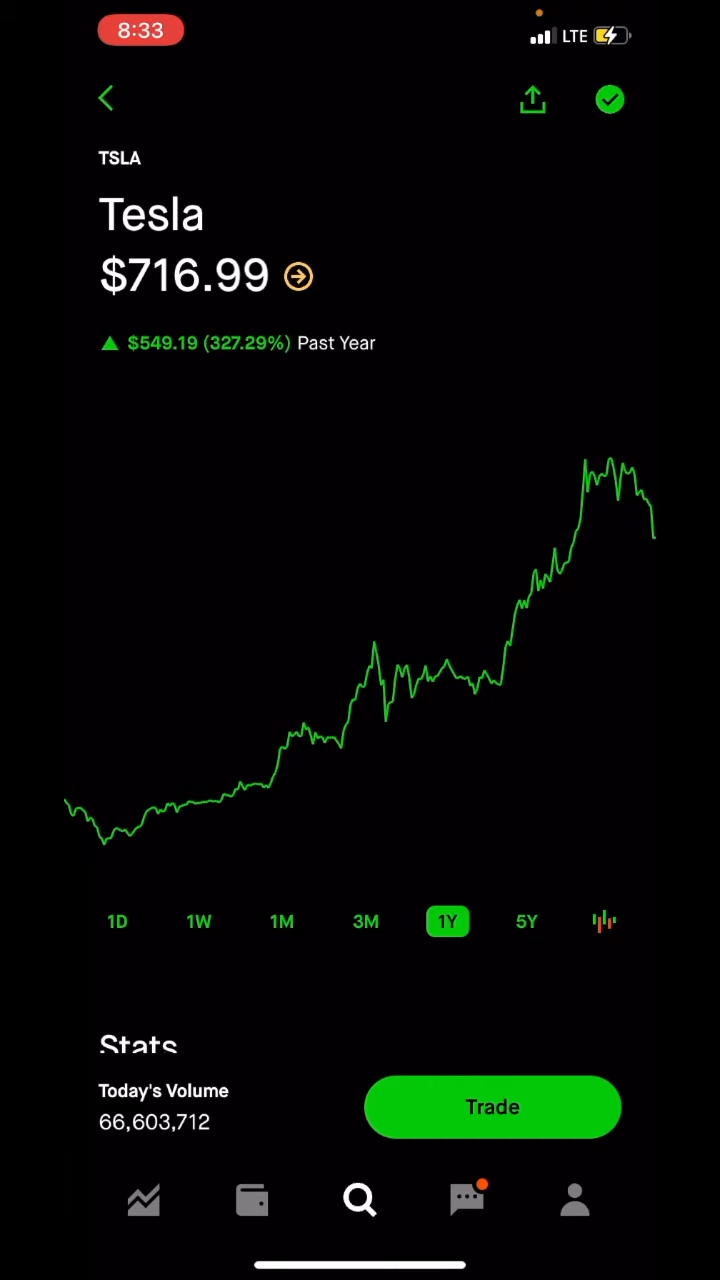 8:33
LTE
TSLA
Tesla
$716.99
$549.19 (327.29%) Past Year
1D 1W 1M 3M 1Y 5Y
Stats
Today's Volume
66,603,712
Trade